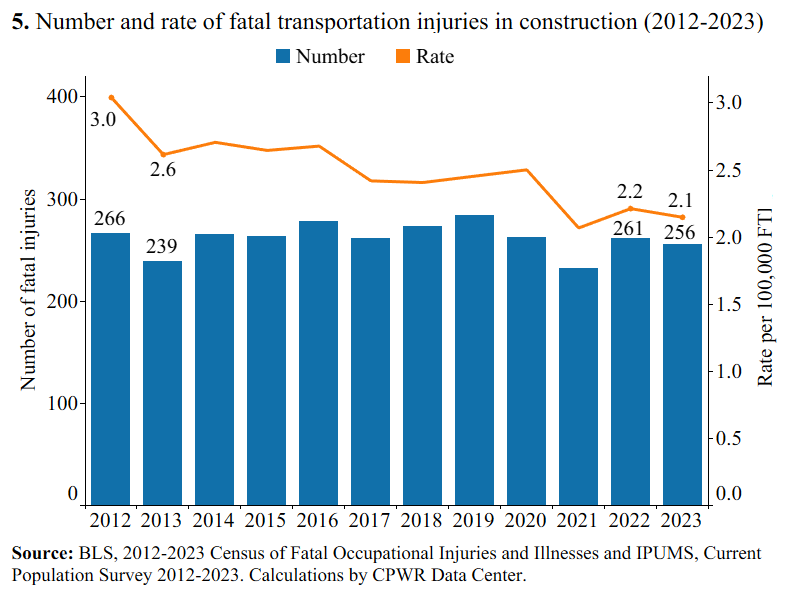 5. Number and rate of fatal transportation injuries in construction (2012-2023)
Number
Rate
Number of fatal injuries
400
300
200
100
0
3.0
2.6
2.2
2.1
266
239
261
256
3.0
2.5
2.0
1.5
1.0
0.5
0.0
Rate per 100,000
2012 2013 2014 2015 2016 2017 2018 2019 2020 2021 2022 2023
Source: BLS, 2012-2023 Census of Fatal Occupational Injuries and Illnesses and IPUMS, Current
Population Survey 2012-2023. Calculations by CPWR Data Center.